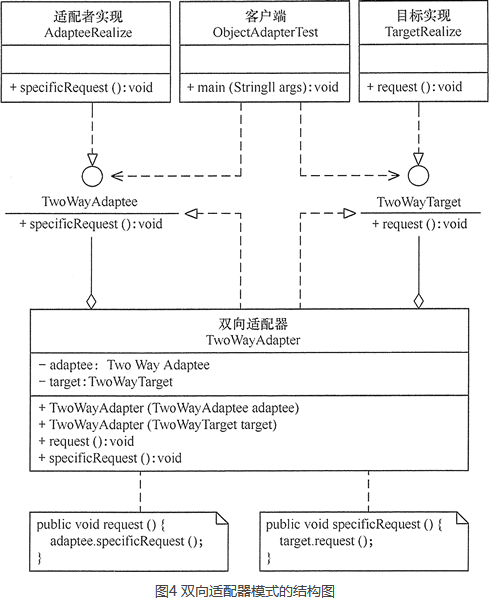 适配者实现
AdapteeRealize
+ specificRequest ( ): void
客户端
ObjectAdapterTest
+ main (StringII args): void
目标实现
TargetRealize
+ request ( ): void
TwoWayAdaptee
+ specificRequest ( ): void
TwoWayTarget
+ request ( ): void
双向适配器
TwoWayAdapter
- adaptee: Two Way Adaptee
- target:TwoWayTarget
+ TwoWayAdapter (TwoWayAdaptee adaptee)
+ TwoWayAdapter (TwoWayTarget target)
+ request ( ): void
+ specificRequest ( ): void
public void request ( ) {
adaptee.specificRequest ( );
}
public void specificRequest ( ) {
target.request ( );
}
图4 双向适配器模式的结构图